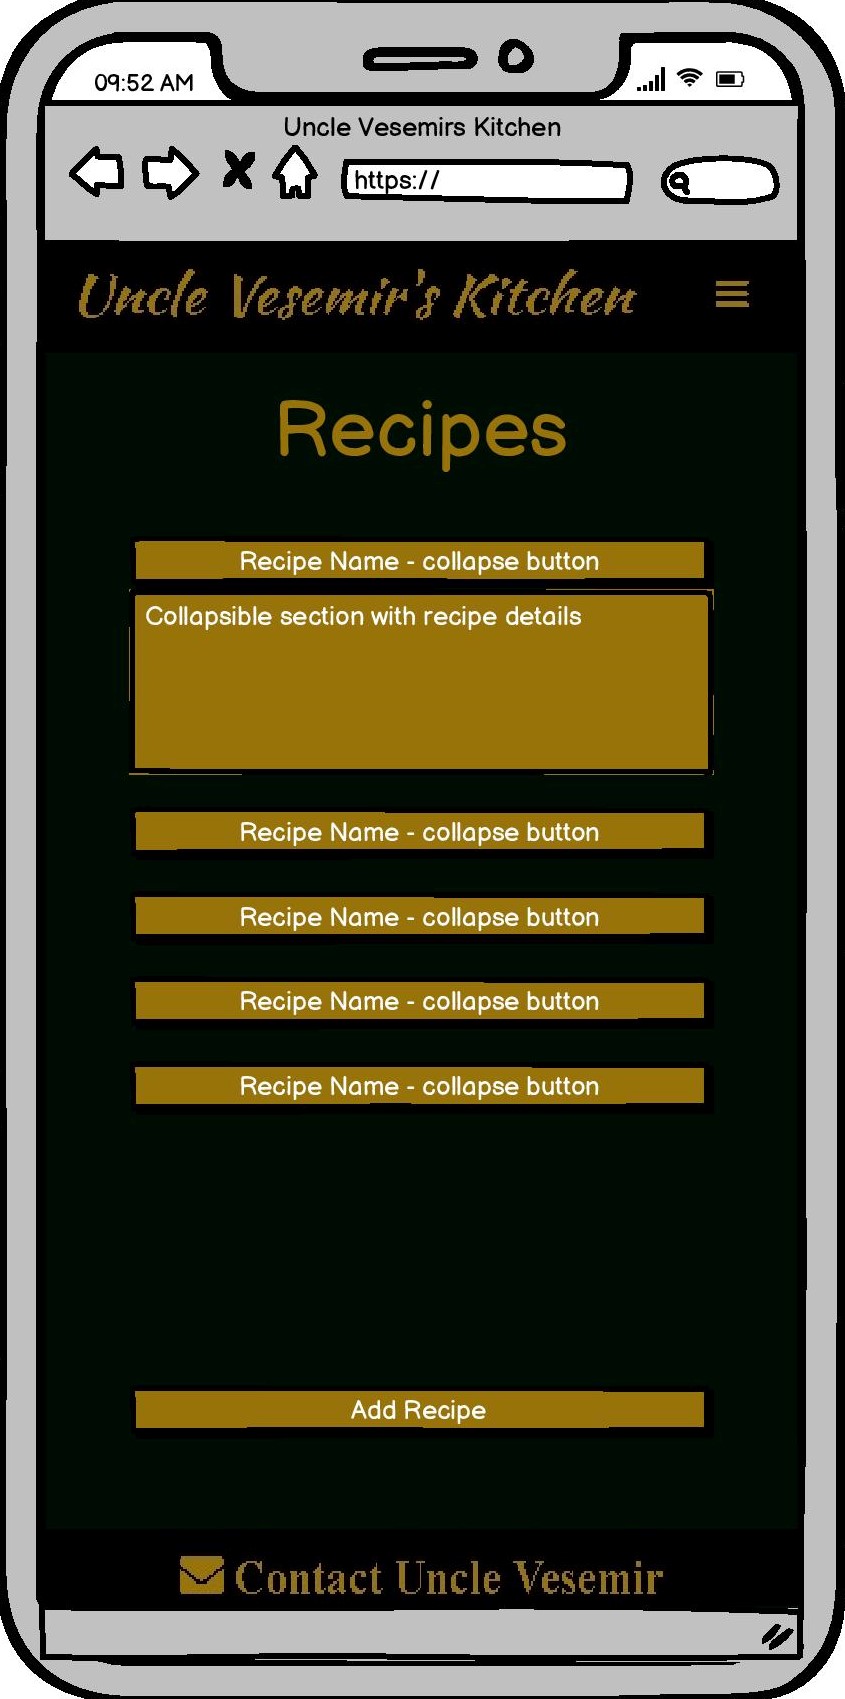 09:52 AM
Uncle Vesemirs Kitchen
https://
Uncle Vesemir's Kitchen
Recipes
Recipe Name - collapse button
Collapsible section with recipe details
Recipe Name - collapse button
Recipe Name - collapse button
Recipe Name - collapse button
Recipe Name - collapse button
Add Recipe
Contact Uncle Vesemir